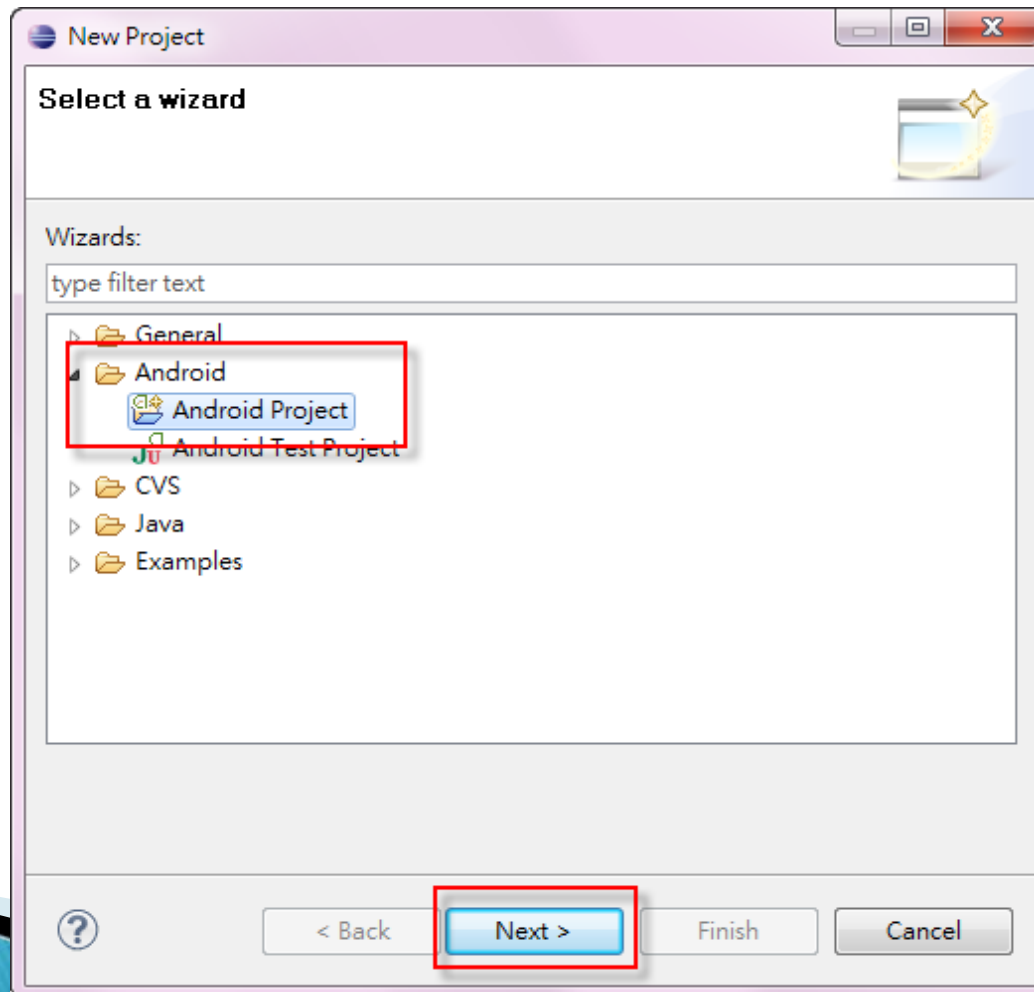 New Project
Select a wizard
Wizards:
type filter text
General
Android
Android Project
Android Test Project
CVS
Java
Examples
? < Back Next > Finish Cancel